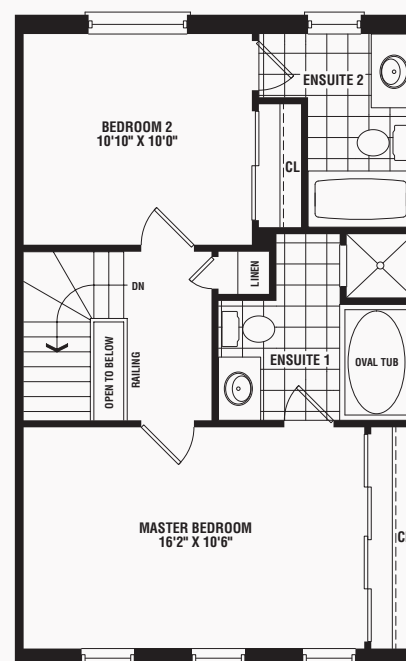 ENSUITE 2
BEDROOM 2
10'10" X 10'0"
CL
LINEN
DN
OPEN TO BELOW
RAILING
ENSUITE 1
OVAL TUB
MASTER BEDROOM
16'2" X 10'6"